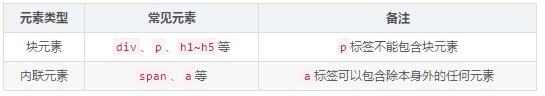 元素类型 常见元素 备注
块元素 div 、 p 、 h1~h5 等 p 标签不能包含块元素
内联元素 span 、 a 等 a 标签可以包含除本身外的任何元素